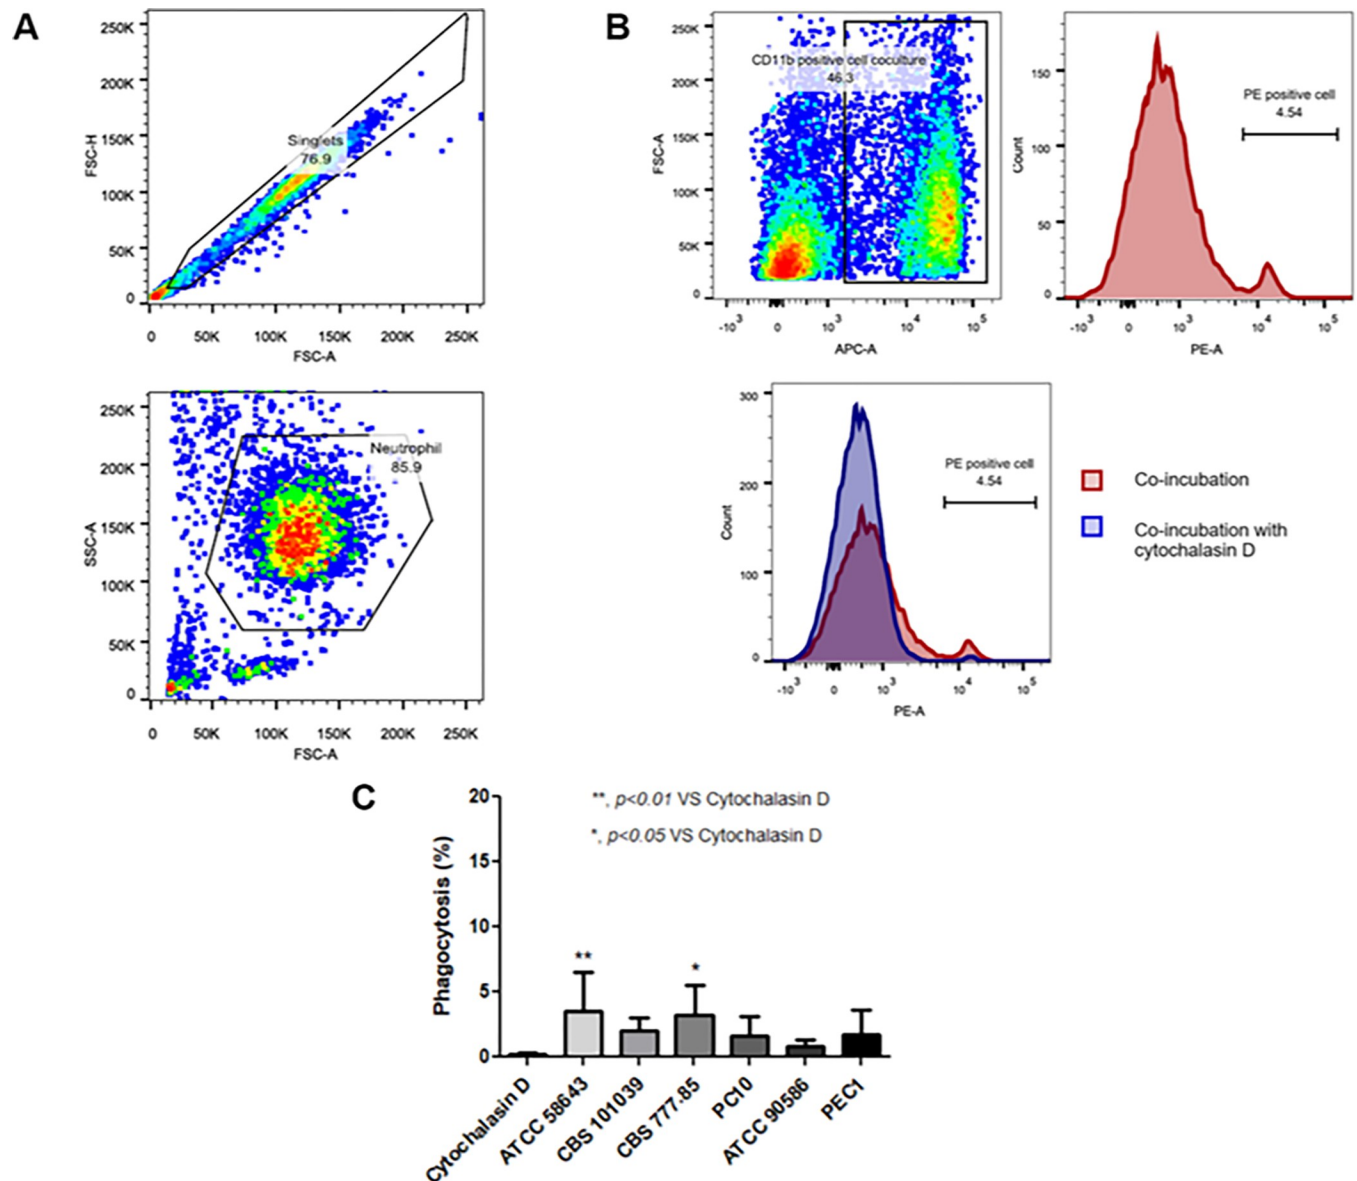 A
250K
200K
150K
100K
50K
0
FSC-H
Singlets
76.9
0 50K 100K 150K 200K 250K
FSC-A
250K
200K
150K
100K
50K
0
SSC-A
Neutrophil
85.9
0 50K 100K 150K 200K 250K
FSC-A
B
250K
200K
150K
100K
50K
0
FSC-A
CD11b positive cell coculture
46.3
-10³ 0 10³ 10⁴ 10⁵
APC-A
150
100
50
0
Count
PE positive cell
4.54
-10³ 0 10³ 10⁴ 10⁵
PE-A
300
200
100
0
Count
PE positive cell
4.54
-10³ 0 10³ 10⁴ 10⁵
PE-A
Co-incubation
Co-incubation with
cytochalasin D
C
20
15
10
5
0
Phagocytosis (%)
**, p<0.01 VS Cytochalasin D
*, p<0.05 VS Cytochalasin D
**
*
Cytochalasin D
ATCC 58643
CBS 101039
CBS 777.85
PC10
ATCC 90586
PEC1